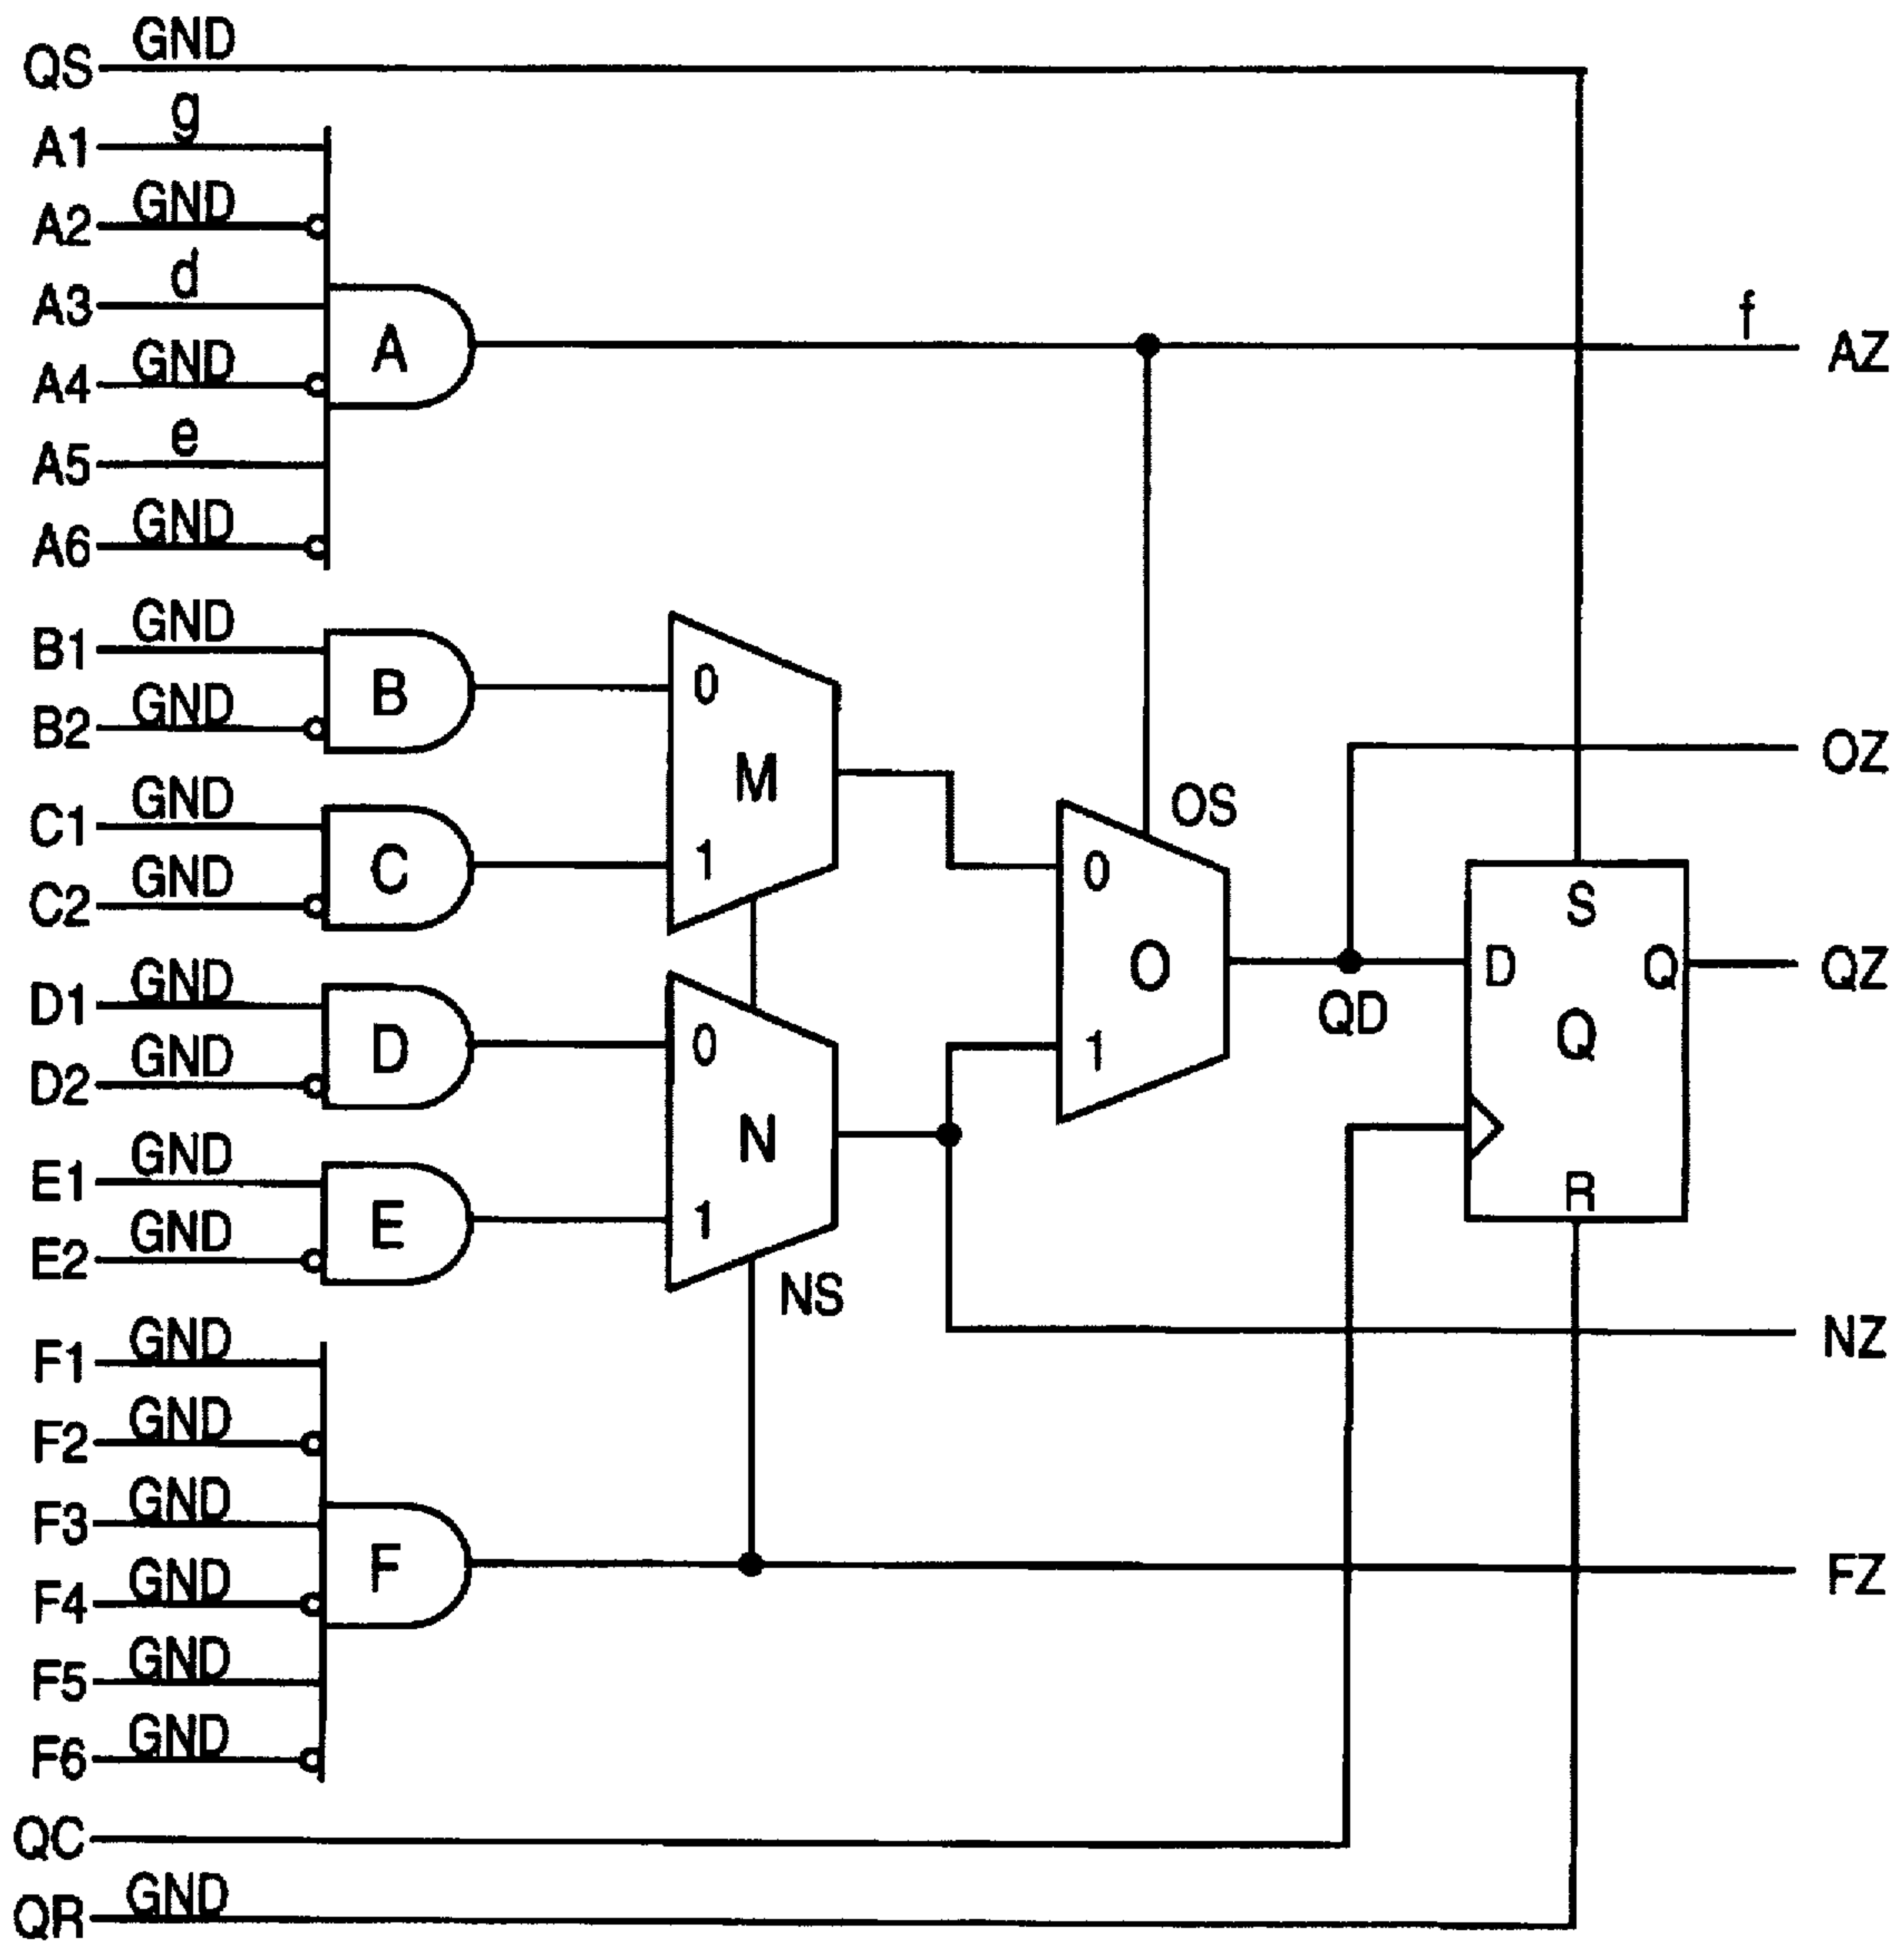 QS GND
A1 g
A2 GND
A3 d
A4 GND
A5 e
A6 GND
A
f
AZ
B1 GND
B2 GND
B
C1 GND
C2 GND
C
0 M 1
D1 GND
D2 GND
D
E1 GND
E2 GND
E
0 N 1
NS
OS
0 O 1
QD
OZ
S
D Q
Q
R
QZ
NZ
F1 GND
F2 GND
F3 GND
F4 GND
F5 GND
F6 GND
F
FZ
QC
QR GND